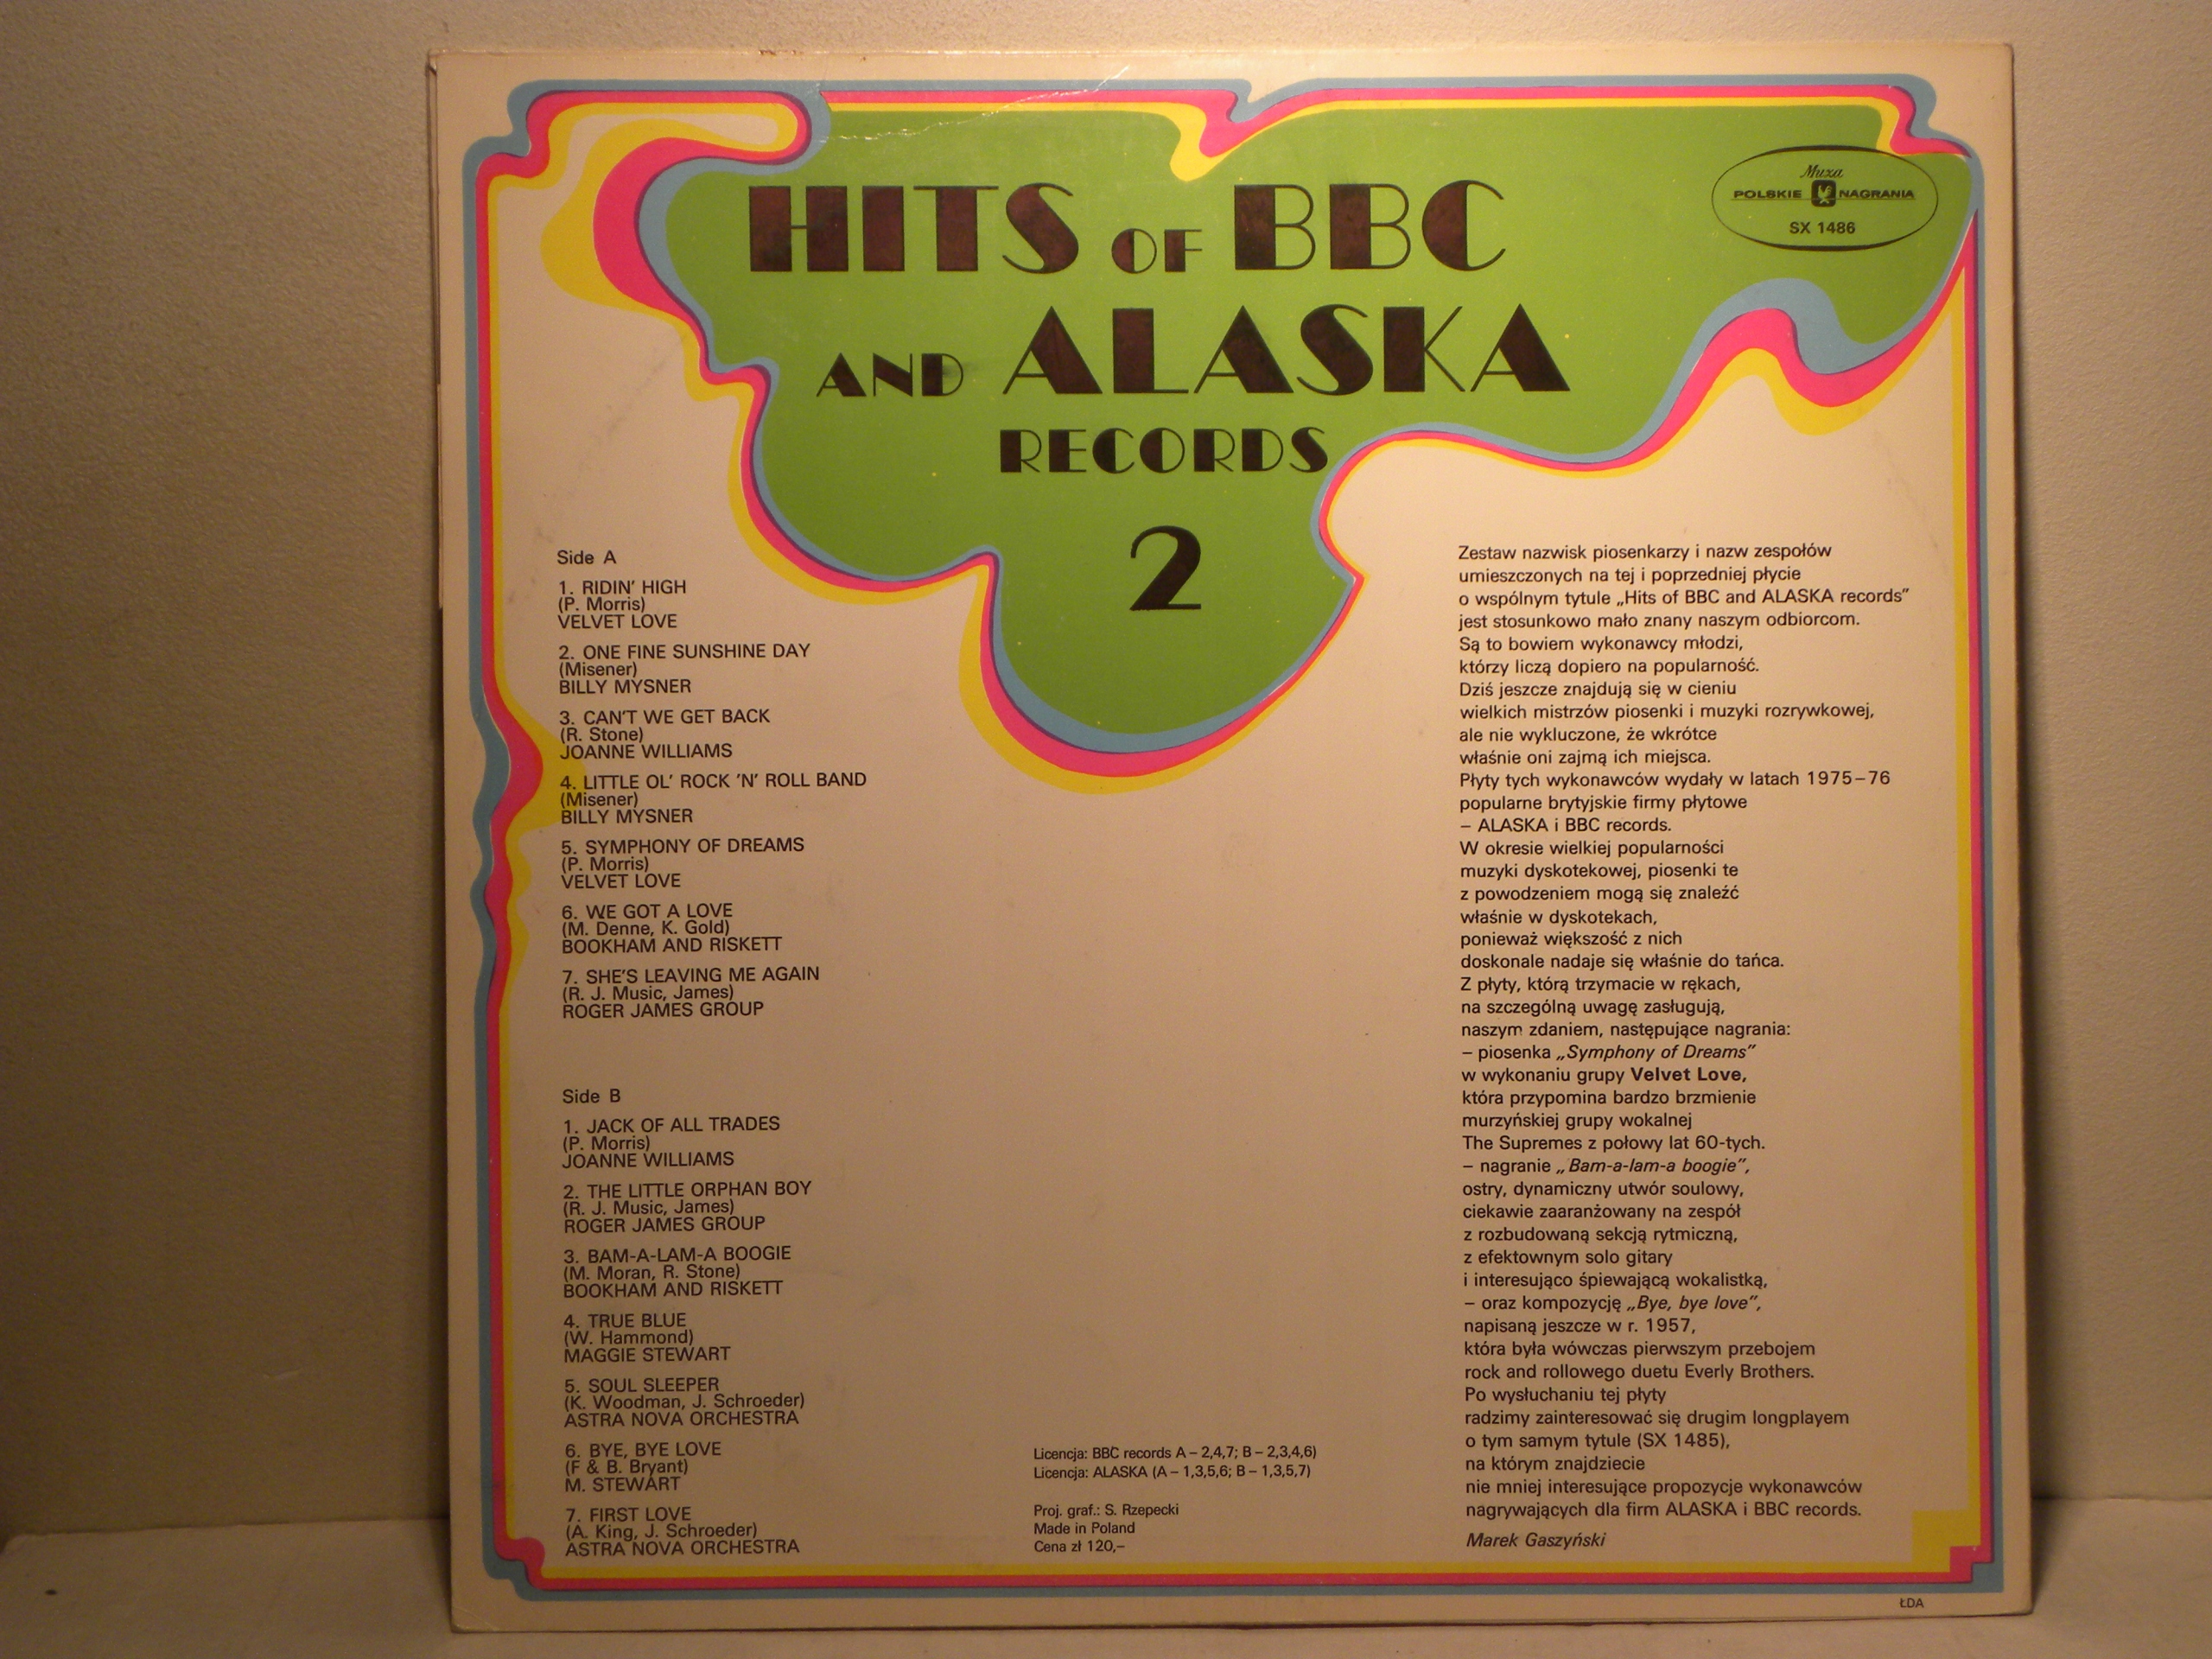 HITS OF BBC
AND ALASKA
RECORDS
2
Muza
POLSKIE NAGRANIA
SX 1486
Side A
1. RIDIN' HIGH
(P. Morris)
VELVET LOVE
2. ONE FINE SUNSHINE DAY
(Misener)
BILLY MYSNER
3. CAN'T WE GET BACK
(R. Stone)
JOANNE WILLIAMS
4. LITTLE OL' ROCK 'N' ROLL BAND
(Misener)
BILLY MYSNER
5. SYMPHONY OF DREAMS
(P. Morris)
VELVET LOVE
6. WE GOT A LOVE
(M. Denne, K. Gold)
BOOKHAM AND RISKETT
7. SHE'S LEAVING ME AGAIN
(R. J. Music, James)
ROGER JAMES GROUP
Side B
1. JACK OF ALL TRADES
(P. Morris)
JOANNE WILLIAMS
2. THE LITTLE ORPHAN BOY
(R. J. Music, James)
ROGER JAMES GROUP
3. BAM-A-LAM-A BOOGIE
(M. Moran, R. Stone)
BOOKHAM AND RISKETT
4. TRUE BLUE
(W. Hammond)
MAGGIE STEWART
5. SOUL SLEEPER
(K. Woodman, J. Schroeder)
ASTRA NOVA ORCHESTRA
6. BYE, BYE LOVE
(F & B. Bryant)
M. STEWART
7. FIRST LOVE
(A. King, J. Schroeder)
ASTRA NOVA ORCHESTRA
Licencja: BBC records A – 2,4,7; B – 2,3,4,6)
Licencja: ALASKA (A – 1,3,5,6; B – 1,3,5,7)
Proj. graf.: S. Rzepecki
Made in Poland
Cena zł 120,–
Zestaw nazwisk piosenkarzy i nazw zespołów
umieszczonych na tej i poprzedniej płycie
o wspólnym tytule „Hits of BBC and ALASKA records”
jest stosunkowo mało znany naszym odbiorcom.
Są to bowiem wykonawcy młodzi,
którzy liczą dopiero na popularność.
Dziś jeszcze znajdują się w cieniu
wielkich mistrzów piosenki i muzyki rozrywkowej,
ale nie wykluczone, że wkrótce
właśnie oni zajmą ich miejsca.
Płyty tych wykonawców wydały w latach 1975–76
popularne brytyjskie firmy płytowe
– ALASKA i BBC records.
W okresie wielkiej popularności
muzyki dyskotekowej, piosenki te
z powodzeniem mogą się znaleźć
właśnie w dyskotekach,
ponieważ większość z nich
doskonale nadaje się właśnie do tańca.
Z płyty, którą trzymacie w rękach,
na szczególną uwagę zasługują,
naszym zdaniem, następujące nagrania:
– piosenka „Symphony of Dreams”
w wykonaniu grupy Velvet Love,
która przypomina bardzo brzmienie
murzyńskiej grupy wokalnej
The Supremes z połowy lat 60-tych.
– nagranie „Bam-a-lam-a boogie”,
ostry, dynamiczny utwór soulowy,
ciekawie zaaranżowany na zespół
z rozbudowaną sekcją rytmiczną,
z efektownym solo gitary
i interesująco śpiewającą wokalistką,
– oraz kompozycję „Bye, bye love”,
napisaną jeszcze w r. 1957,
która była wówczas pierwszym przebojem
rock and rollowego duetu Everly Brothers.
Po wysłuchaniu tej płyty
radzimy zainteresować się drugim longplayem
o tym samym tytule (SX 1485),
na którym znajdziecie
nie mniej interesujące propozycje wykonawców
nagrywających dla firm ALASKA i BBC records.
Marek Gaszyński
ŁDA